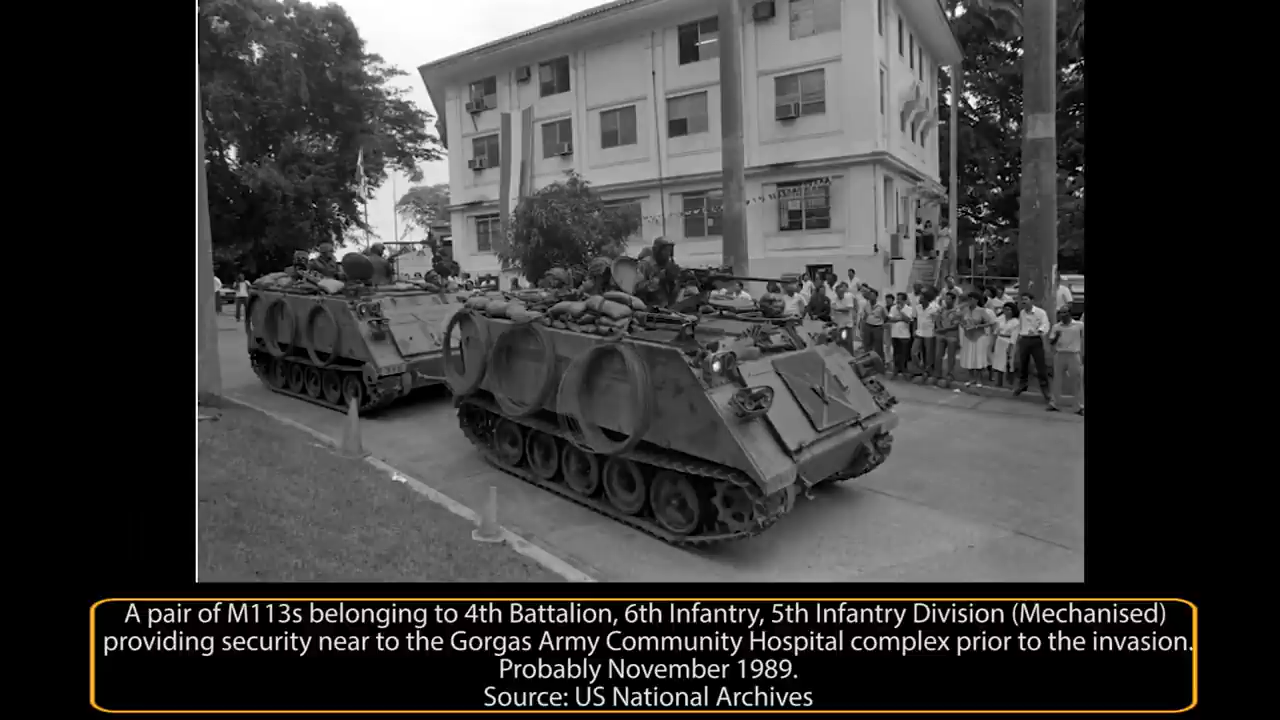 A pair of M113s belonging to 4th Battalion, 6th Infantry, 5th Infantry Division (Mechanised)
providing security near to the Gorgas Army Community Hospital complex prior to the invasion.
Probably November 1989.
Source: US National Archives